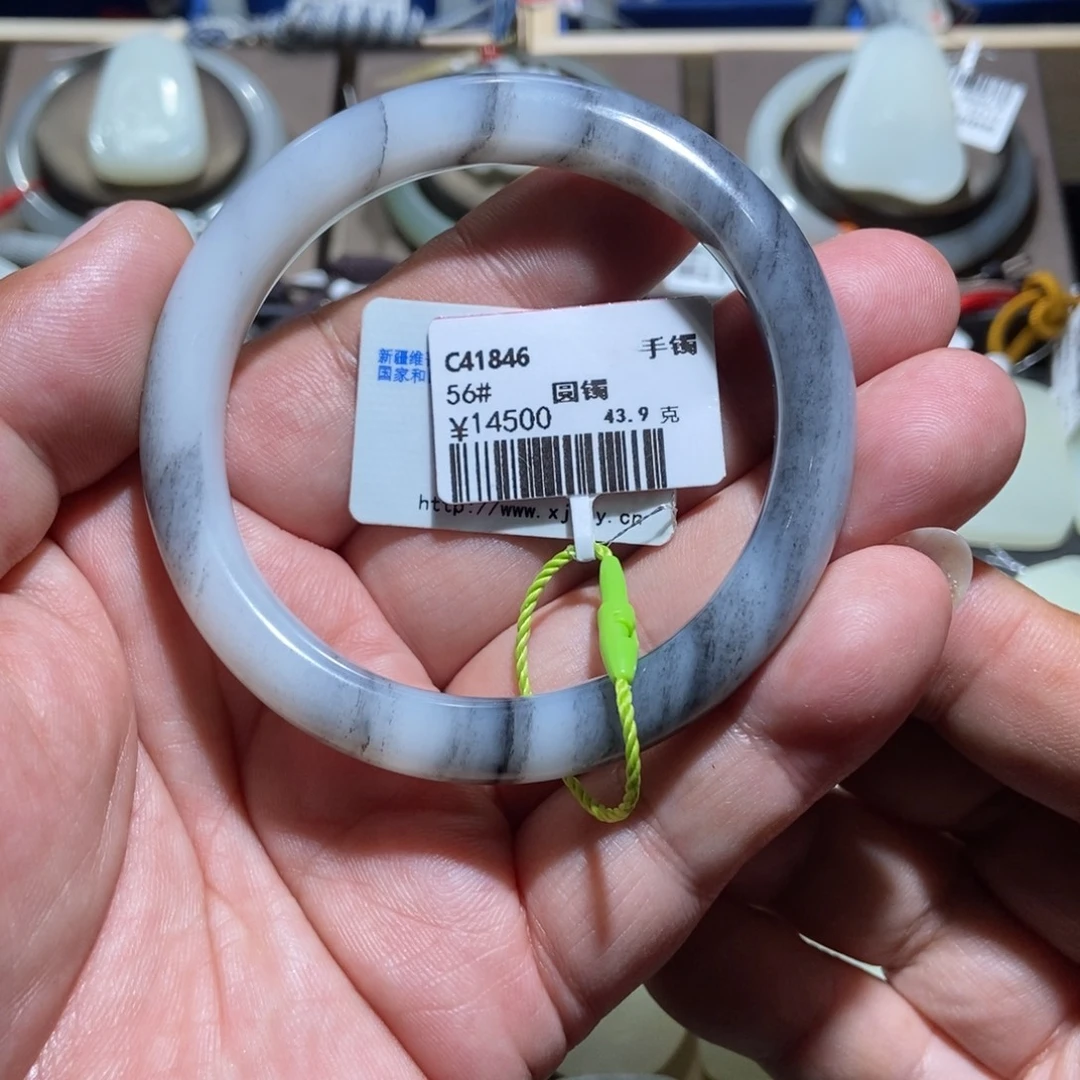 新疆维
国家和
C41846
手镯
56#
圆镯
¥14500
43.9 克
http://www.xj
y.cn